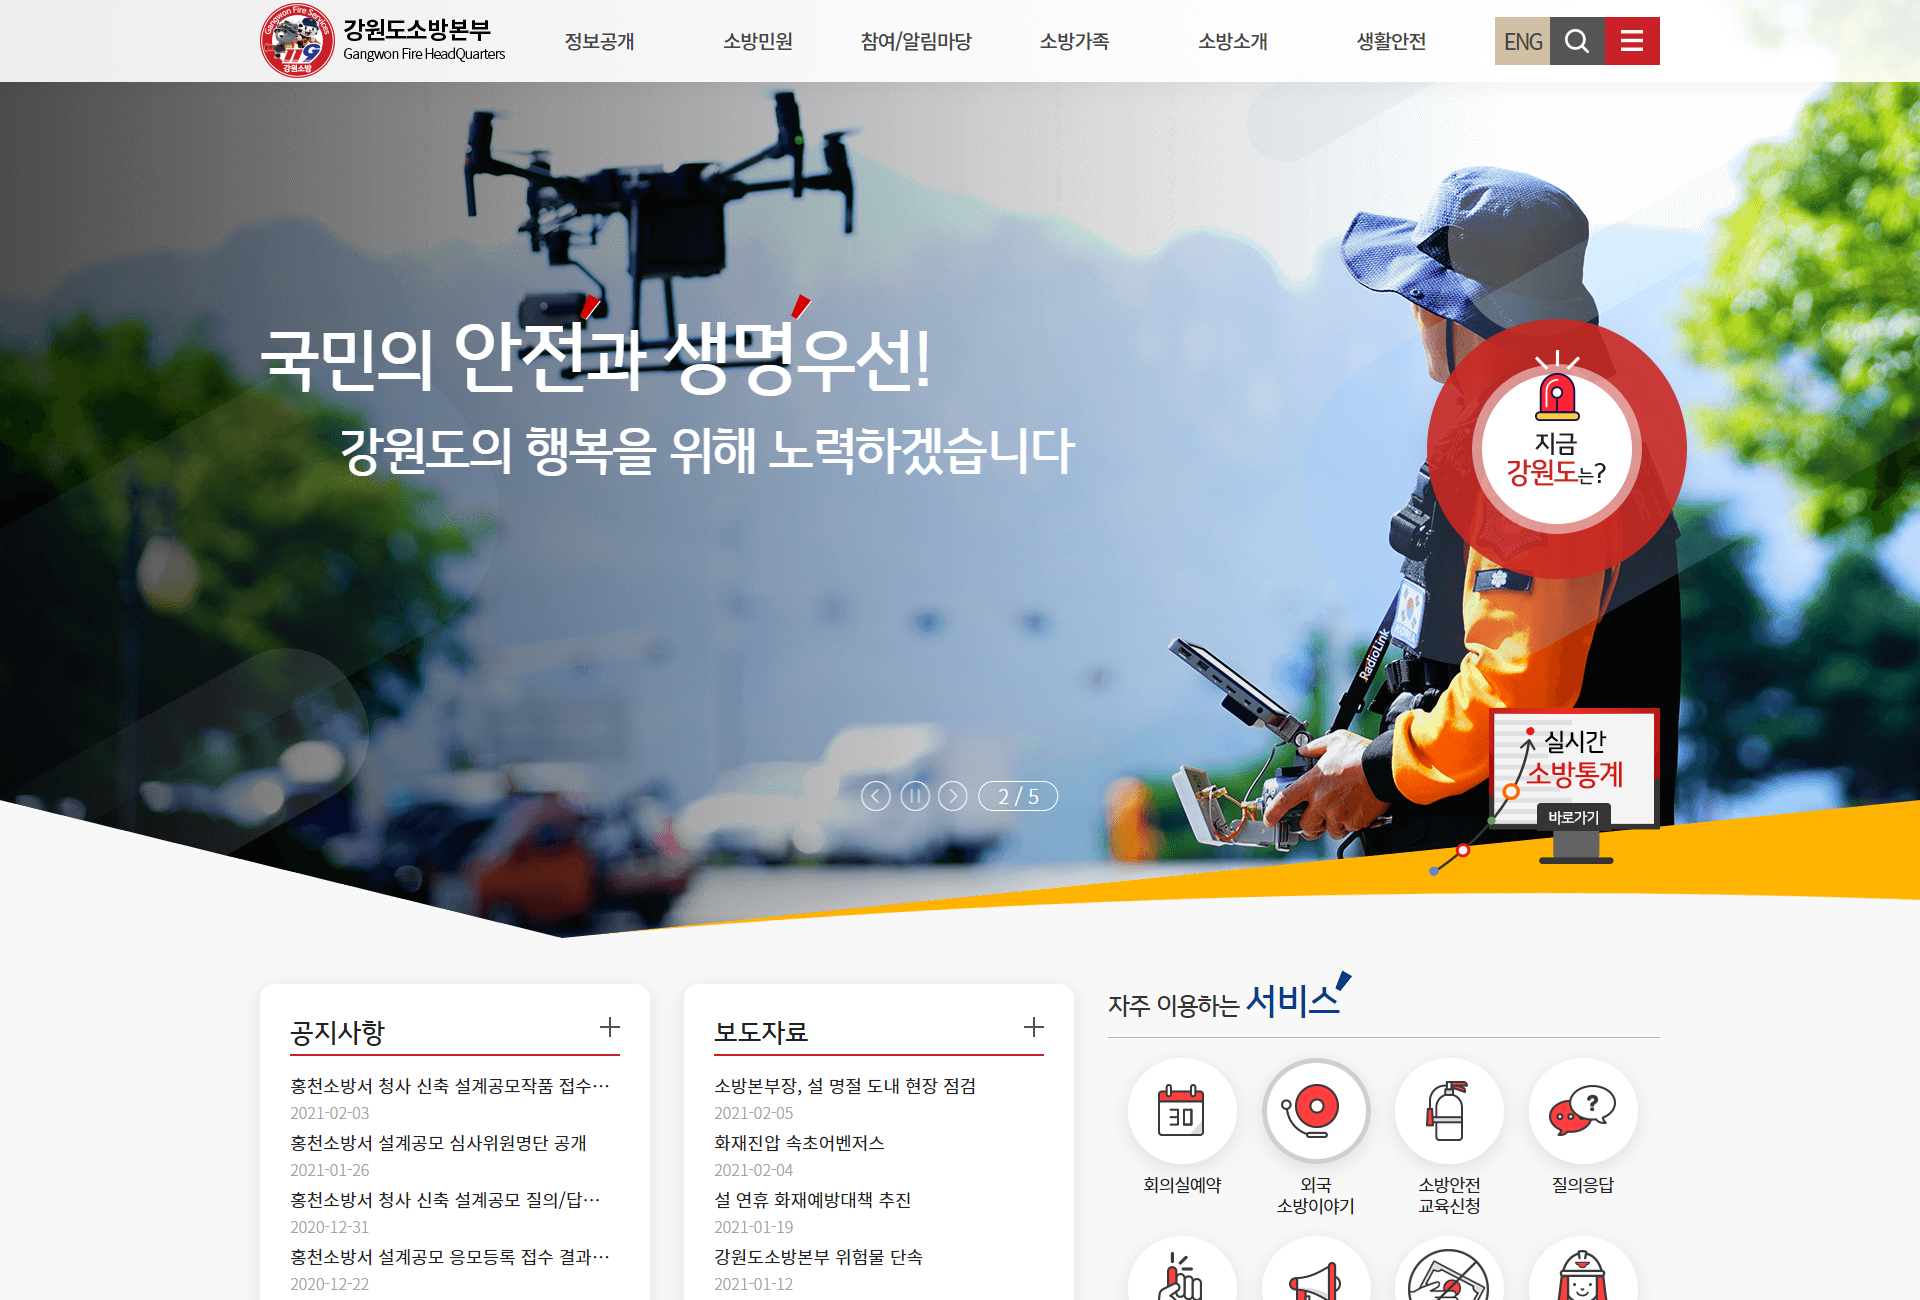 강원도소방본부
Gangwon Fire HeadQuarters
Gangwon Fire Services
119
강원소방
정보공개
소방민원
참여/알림마당
소방가족
소방소개
생활안전
ENG
국민의 안전과 생명우선!
강원도의 행복을 위해 노력하겠습니다
지금
강원도는?
RadioLink
실시간
소방통계
바로가기
2 / 5
공지사항
홍천소방서 청사 신축 설계공모작품 접수…
2021-02-03
홍천소방서 설계공모 심사위원명단 공개
2021-01-26
홍천소방서 청사 신축 설계공모 질의/답…
2020-12-31
홍천소방서 설계공모 응모등록 접수 결과…
2020-12-22
보도자료
소방본부장, 설 명절 도내 현장 점검
2021-02-05
화재진압 속초어벤저스
2021-02-04
설 연휴 화재예방대책 추진
2021-01-19
강원도소방본부 위험물 단속
2021-01-12
자주 이용하는 서비스
30
?
회의실예약
외국
소방이야기
소방안전
교육신청
질의응답